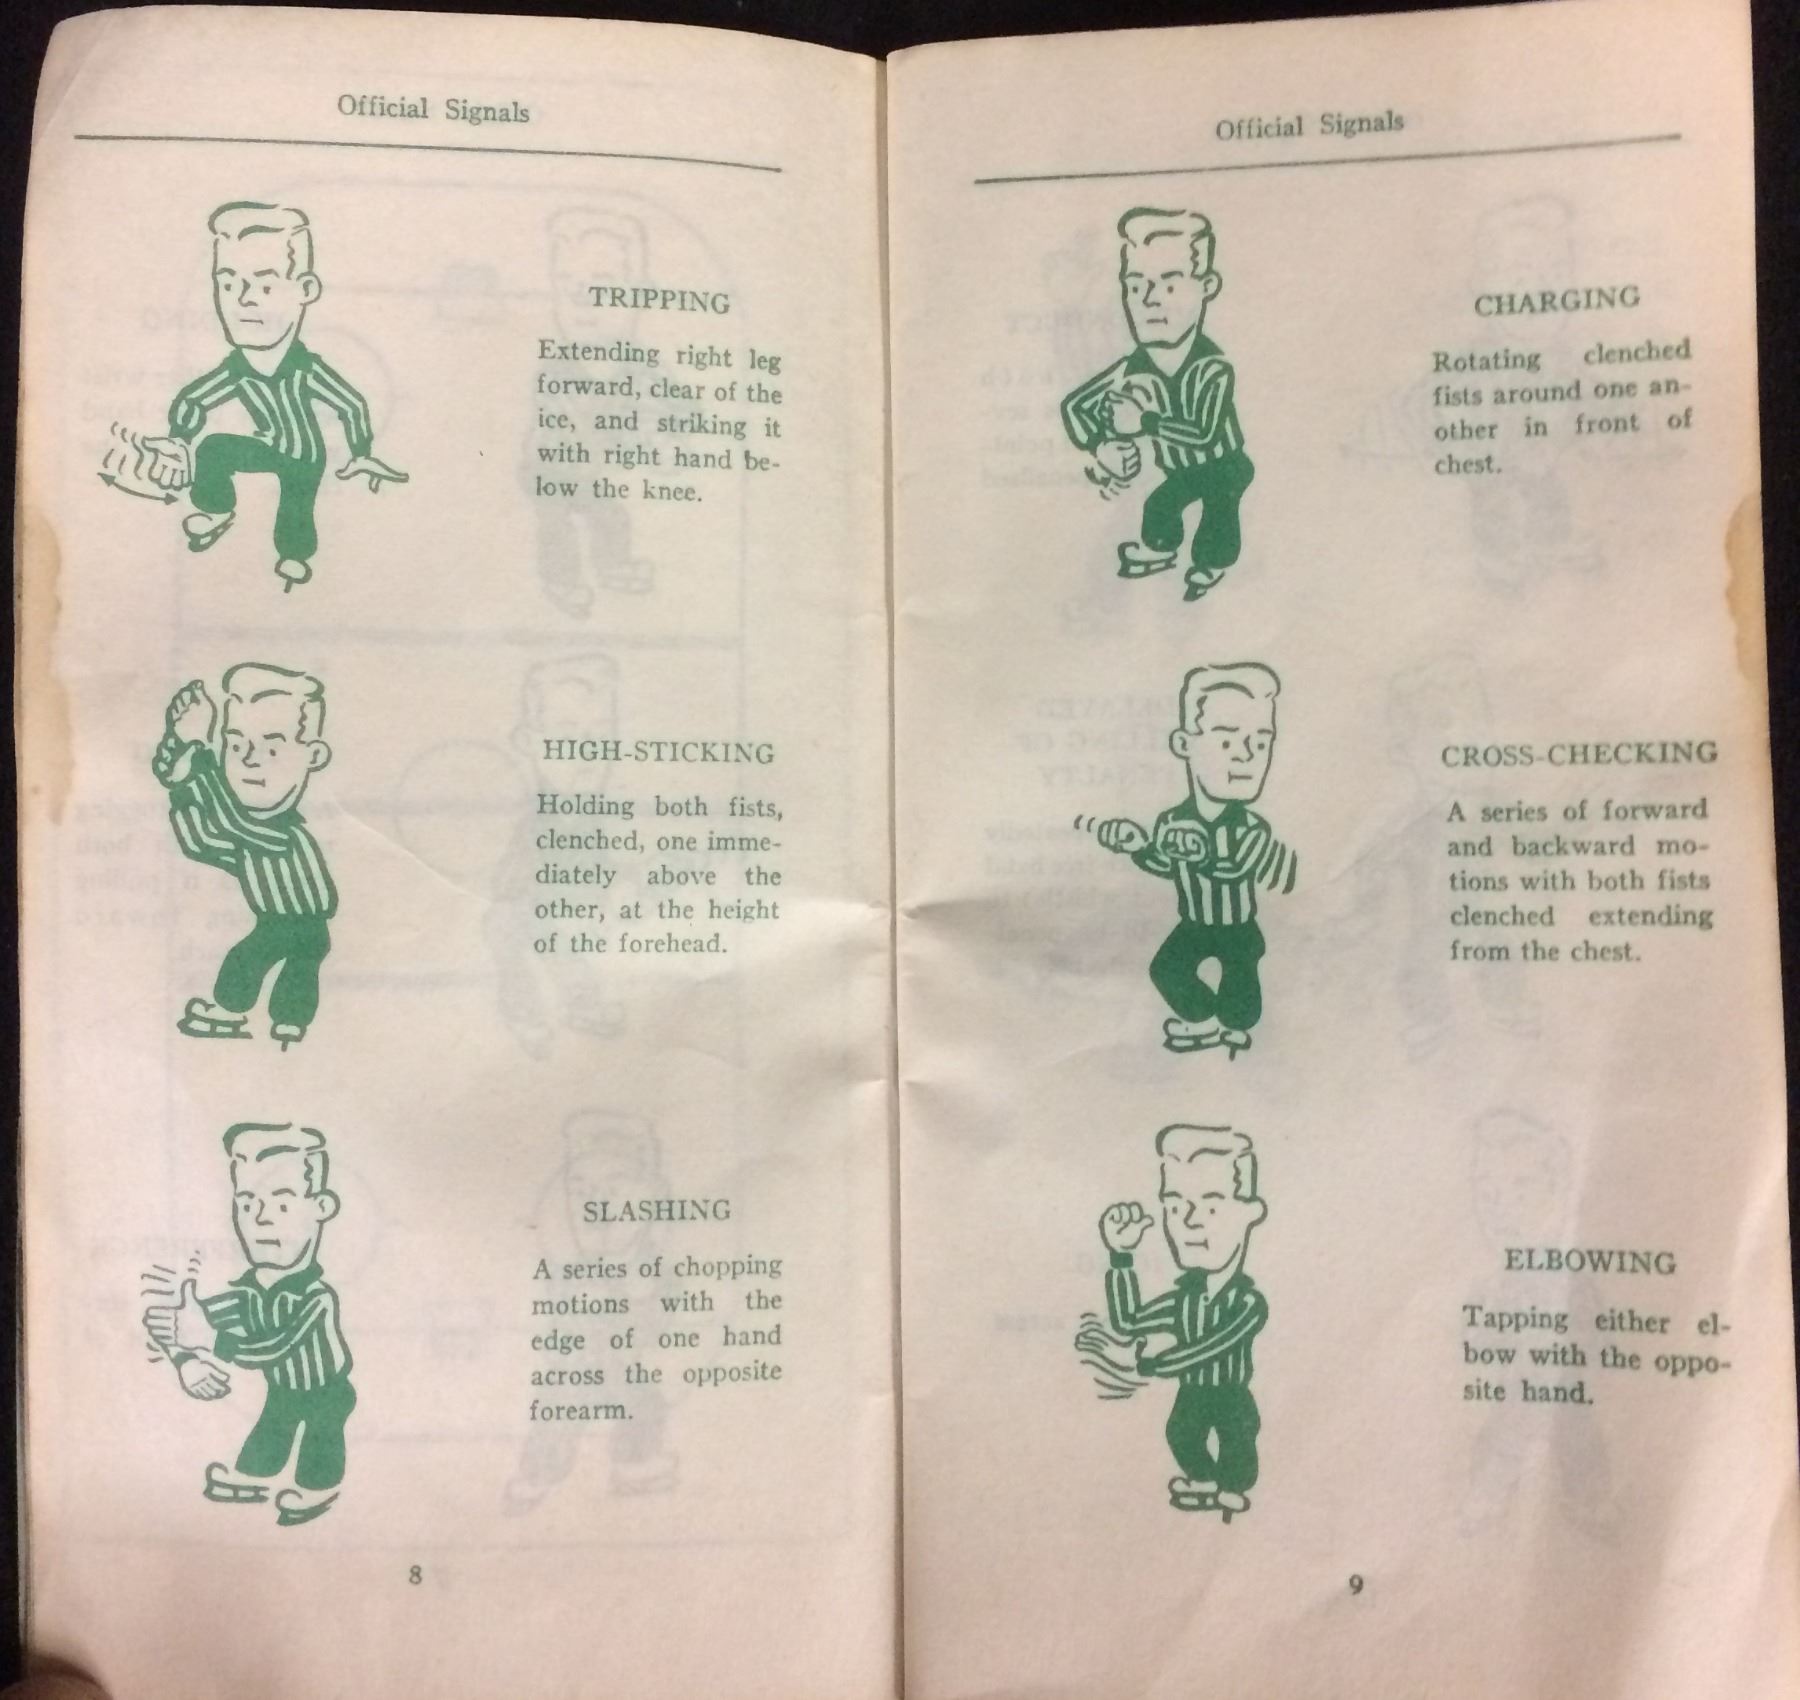 Official Signals
TRIPPING
Extending right leg
forward, clear of the
ice, and striking it
with right hand be-
low the knee.
HIGH-STICKING
Holding both fists,
clenched, one imme-
diately above the
other, at the height
of the forehead.
SLASHING
A series of chopping
motions with the
edge of one hand
across the opposite
forearm.
8
Official Signals
CHARGING
Rotating clenched
fists around one an-
other in front of
chest.
CROSS-CHECKING
A series of forward
and backward mo-
tions with both fists
clenched extending
from the chest.
ELBOWING
Tapping either el-
bow with the oppo-
site hand.
9